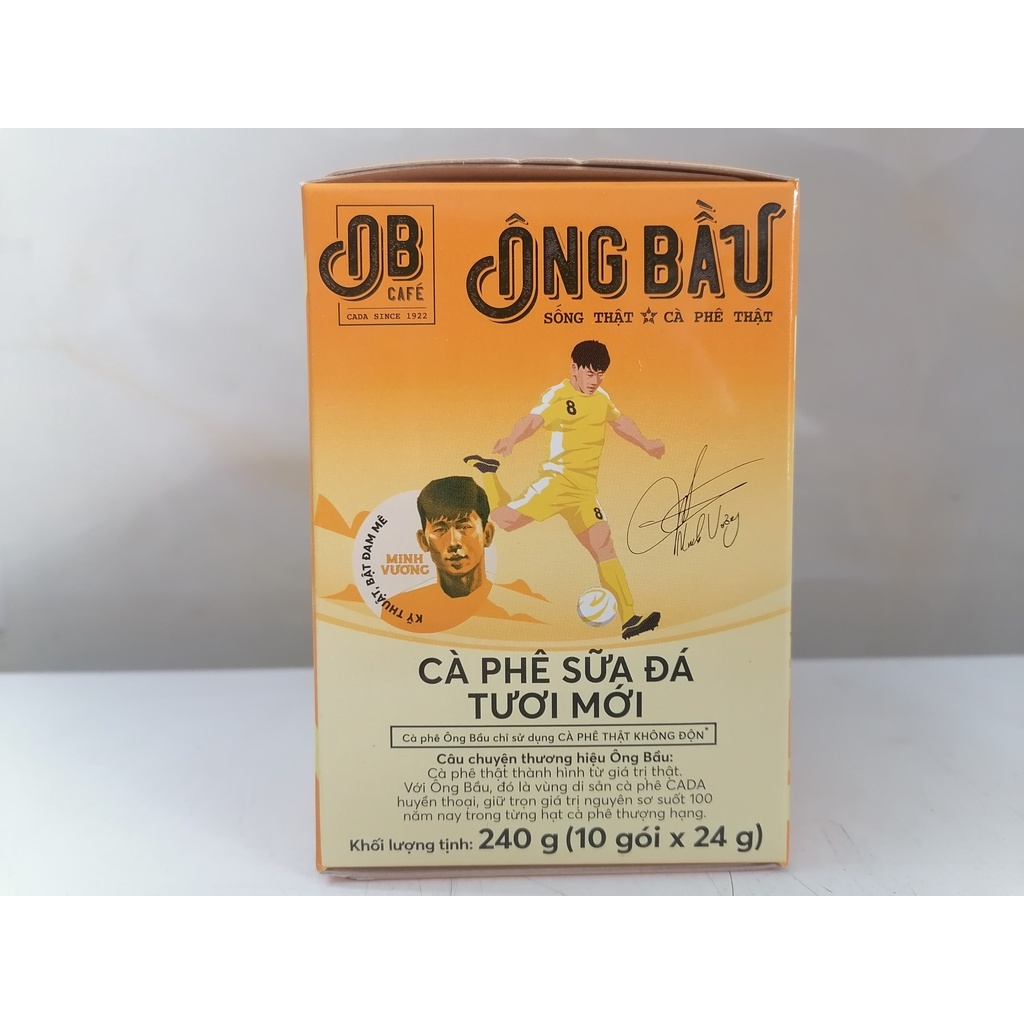 OB
CAFÉ
CADA SINCE 1922
ÔNG BẦU
SỐNG THẬT ★ CÀ PHÊ THẬT
8
8
KỸ THUẬT, BẬT ĐAM MÊ
MINH
VƯƠNG
Minh Vương
CÀ PHÊ SỮA ĐÁ
TƯƠI MỚI
Cà phê Ông Bầu chỉ sử dụng CÀ PHÊ THẬT KHÔNG ĐỘN*
Câu chuyện thương hiệu Ông Bầu:
Cà phê thật thành hình từ giá trị thật.
Với Ông Bầu, đó là vùng di sản cà phê CADA
huyền thoại, giữ trọn giá trị nguyên sơ suốt 100
năm nay trong từng hạt cà phê thượng hạng.
Khối lượng tịnh: 240 g (10 gói x 24 g)